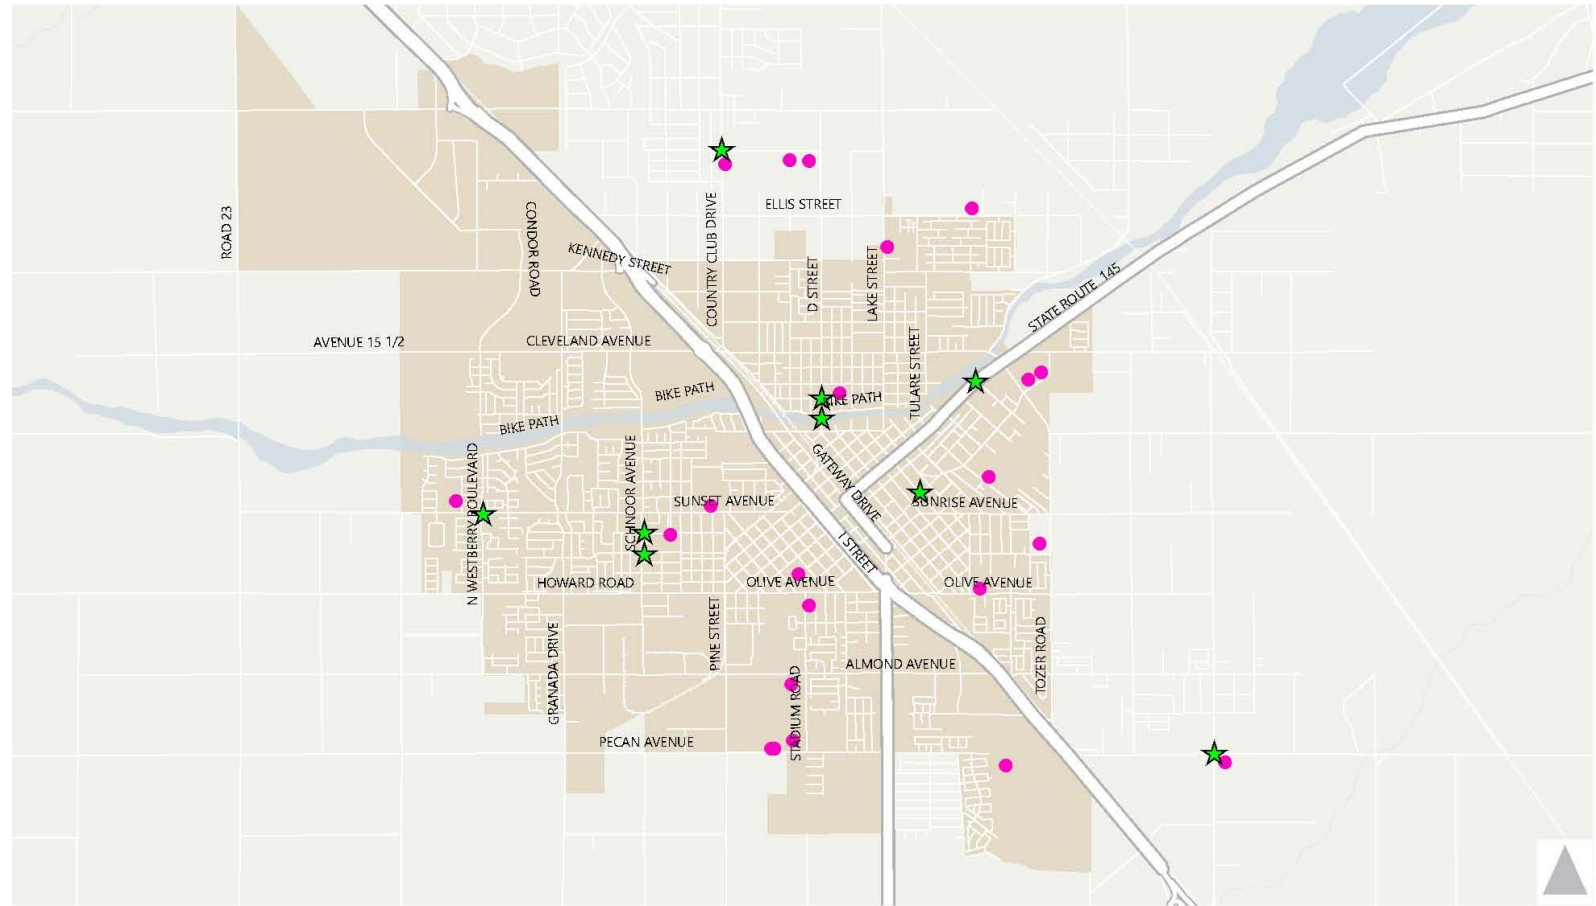 ELLIS STREET
ROAD 23
CONDOR ROAD
COUNTRY CLUB DRIVE
KENNEDY STREET
D STREET
LAKE STREET
STATE ROUTE 145
AVENUE 15 1/2
CLEVELAND AVENUE
TULARE STREET
BIKE PATH
BIKE PATH
BIKE PATH
N WESTBERRY BOULEVARD
SCHNOOR AVENUE
GATEWAY DRIVE
SUNSET AVENUE
SUNRISE AVENUE
I STREET
HOWARD ROAD
OLIVE AVENUE
OLIVE AVENUE
GRANADA DRIVE
PINE STREET
STADIUM ROAD
ALMOND AVENUE
TOZER ROAD
PECAN AVENUE